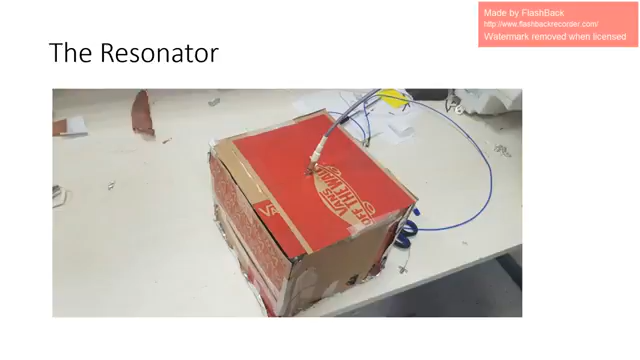 Made by FlashBack
http://www.flashbackrecorder.com/
Watermark removed when licensed
The Resonator
VANS
OFF THE WALL